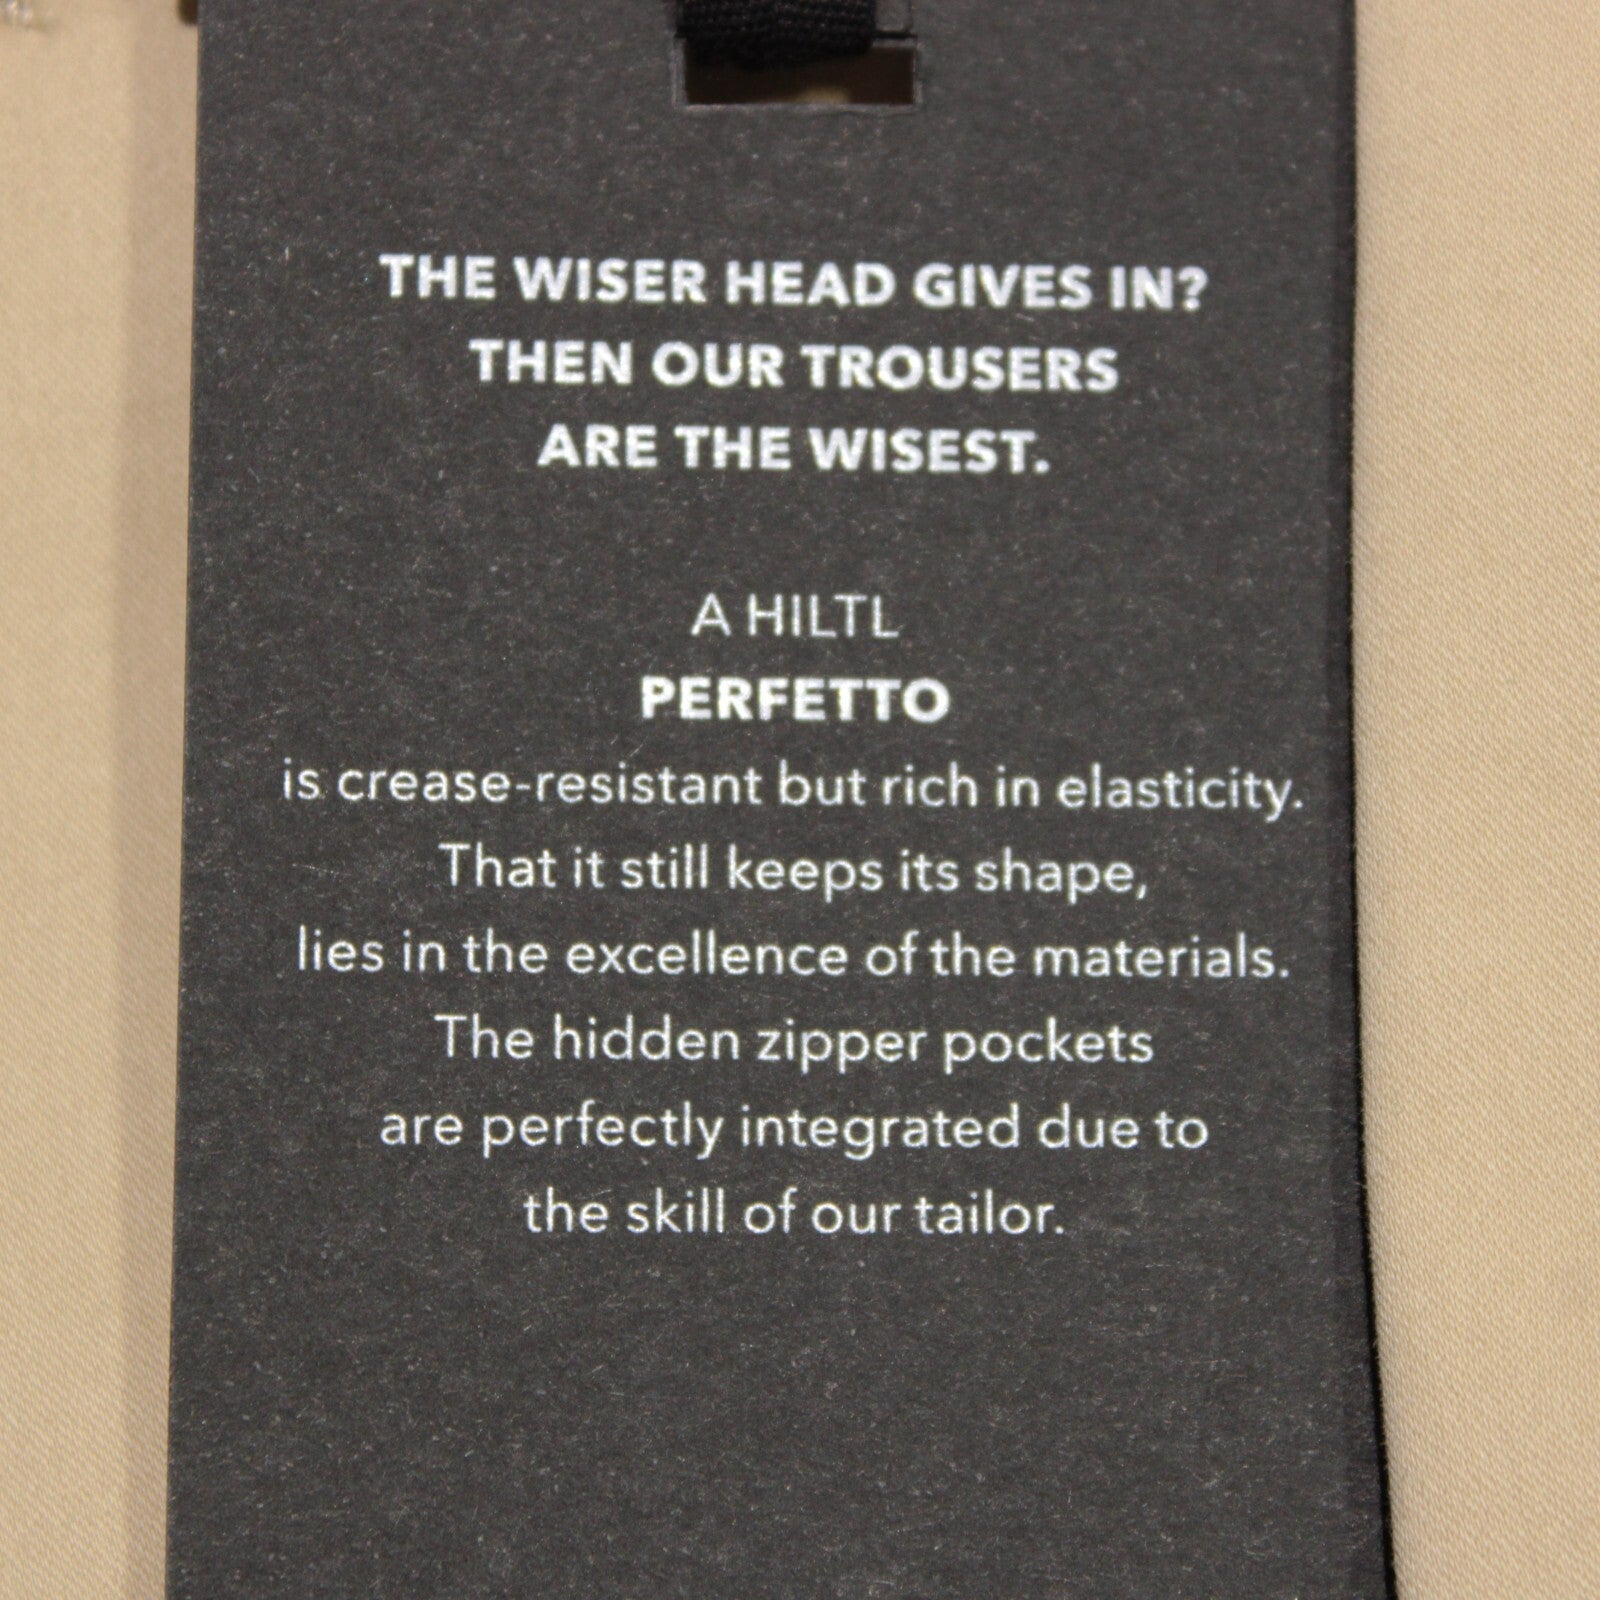 THE WISER HEAD GIVES IN?
THEN OUR TROUSERS
ARE THE WISEST.
A HILTL
PERFETTO
is crease-resistant but rich in elasticity.
That it still keeps its shape,
lies in the excellence of the materials.
The hidden zipper pockets
are perfectly integrated due to
the skill of our tailor.